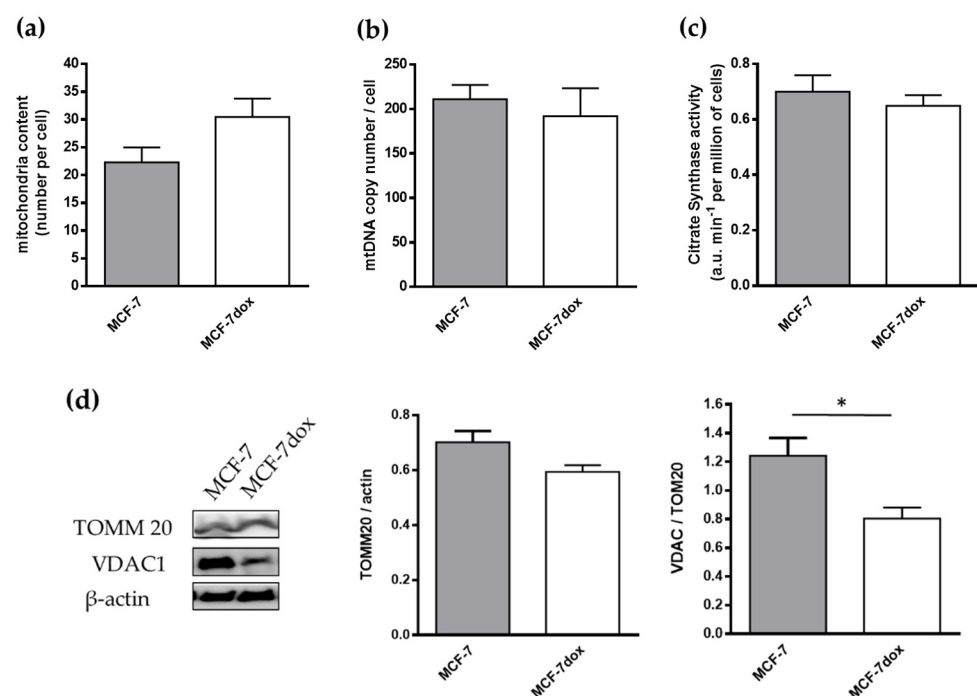 (a)
mitochondria content
(number per cell)
40
35
30
25
20
15
10
5
0
MCF-7
MCF-7dox
(b)
mtDNA copy number / cell
250
200
150
100
50
0
MCF-7
MCF-7dox
(c)
Citrate Synthase activity
(a.u. min⁻¹ per million of cells)
0.8
0.6
0.4
0.2
0.0
MCF-7
MCF-7dox
(d)
MCF-7
MCF-7dox
TOMM 20
VDAC1
β-actin
TOMM20 / actin
0.8
0.6
0.4
0.2
0.0
MCF-7
MCF-7dox
VDAC / TOM20
1.6
1.4
1.2
1.0
0.8
0.6
0.4
0.2
0.0
*
MCF-7
MCF-7dox